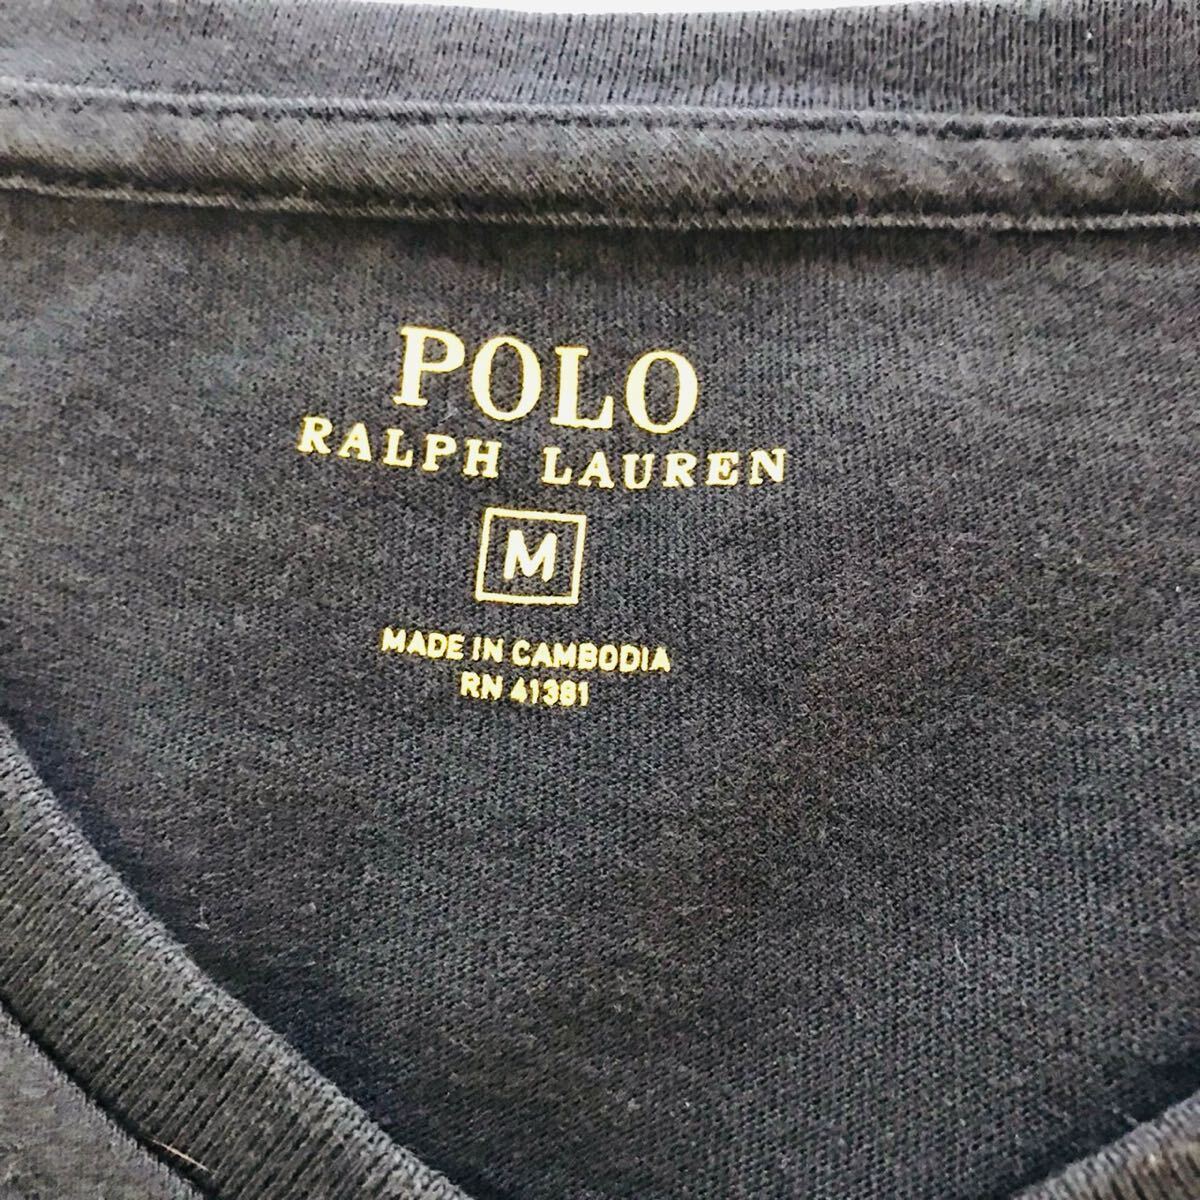 POLO
RALPH LAUREN
M
MADE IN CAMBODIA
RN 41381